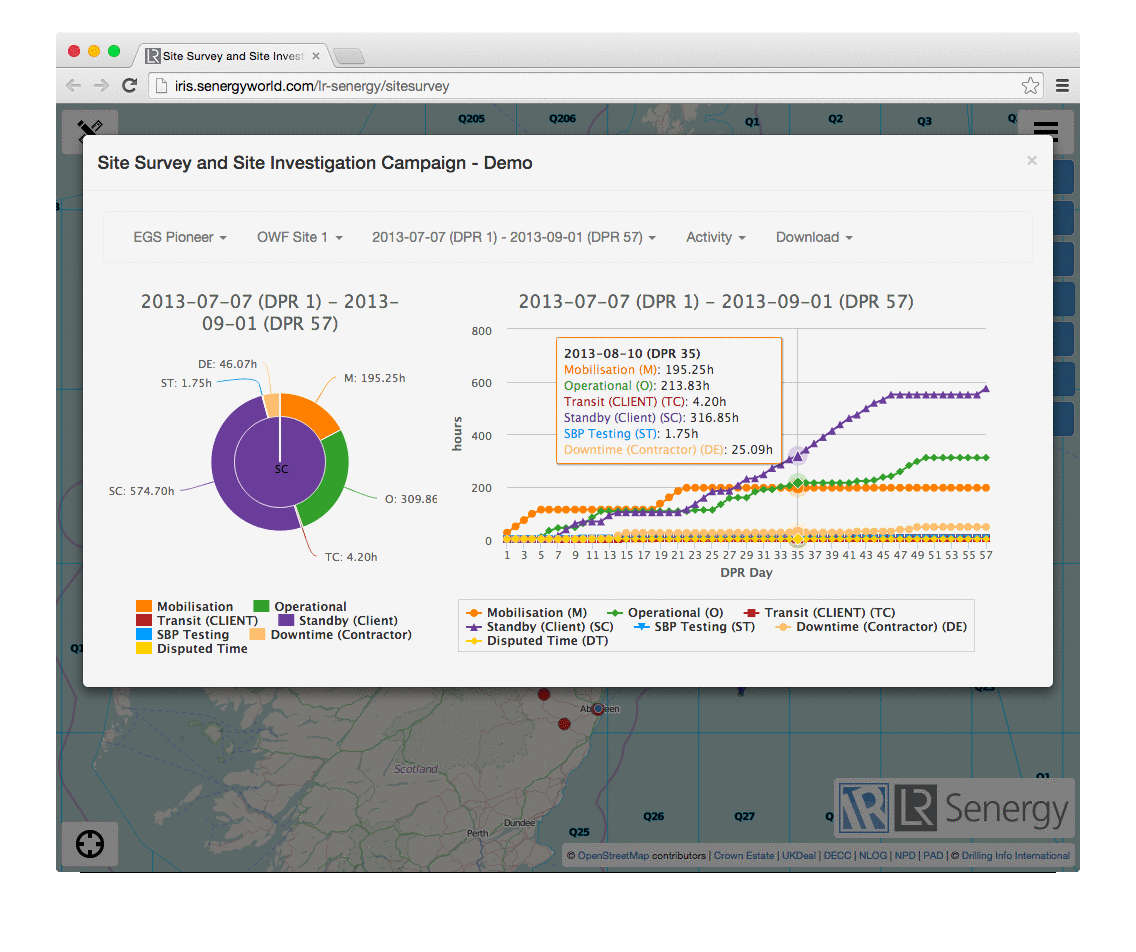 Site Survey and Site Invest
iris.senergyworld.com/lr-senergy/sitesurvey
Q205
Q206
Q1
Q2
Q3
Site Survey and Site Investigation Campaign - Demo
×
EGS Pioneer
OWF Site 1
2013-07-07 (DPR 1) - 2013-09-01 (DPR 57)
Activity
Download
2013-07-07 (DPR 1) - 2013-
09-01 (DPR 57)
DE: 46.07h
ST: 1.75h
M: 195.25h
SC
SC: 574.70h
O: 309.86
TC: 4.20h
Mobilisation
Operational
Transit (CLIENT)
Standby (Client)
SBP Testing
Downtime (Contractor)
Disputed Time
2013-07-07 (DPR 1) - 2013-09-01 (DPR 57)
800
600
400
200
0
hours
2013-08-10 (DPR 35)
Mobilisation (M): 195.25h
Operational (O): 213.83h
Transit (CLIENT) (TC): 4.20h
Standby (Client) (SC): 316.85h
SBP Testing (ST): 1.75h
Downtime (Contractor) (DE): 25.09h
1 3 5 7 9 11 13 15 17 19 21 23 25 27 29 31 33 35 37 39 41 43 45 47 49 51 53 55 57
DPR Day
Mobilisation (M)
Operational (O)
Transit (CLIENT) (TC)
Standby (Client) (SC)
SBP Testing (ST)
Downtime (Contractor) (DE)
Disputed Time (DT)
Aberdeen
Scotland
Dundee
Perth
Q25
Q26
Q27
LR Senergy
© OpenStreetMap contributors | Crown Estate | UKDeal | DECC | NLOG | NPD | PAD | © Drilling Info International